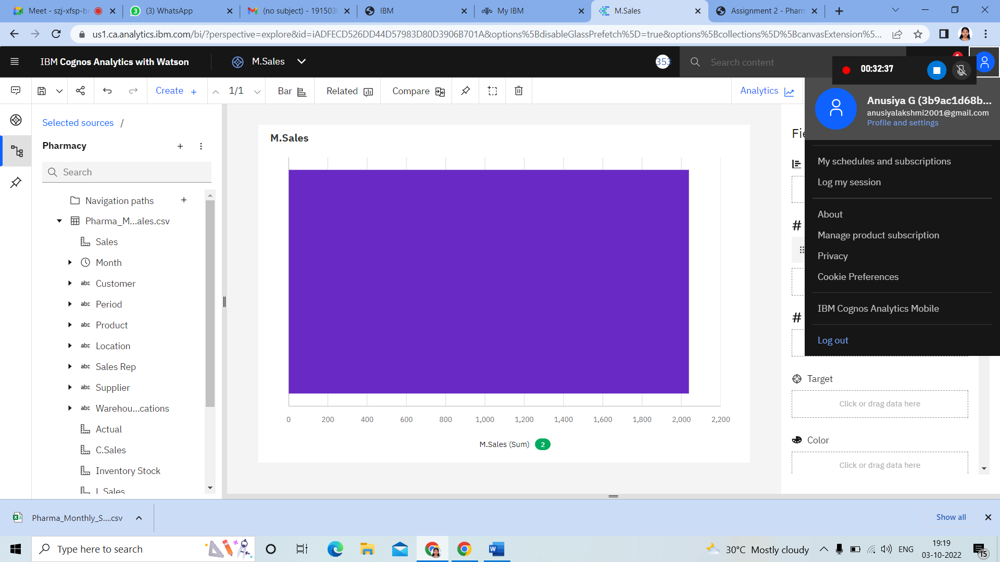 Meet - szj-xfsp-br
(3) WhatsApp
(no subject) - 1915030
IBM
My IBM
M.Sales
Assignment 2 - Pharm
us1.ca.analytics.ibm.com/bi/?perspective=explore&id=iADFECD526DD44D57983D80D3906B701A&options%5BdisableGlassPrefetch%5D=true&options%5Bcollections%5D%5BcanvasExtension%5...
IBM Cognos Analytics with Watson
M.Sales
353
Search content
00:32:37
Create
1/1
Bar
Related
Compare
Analytics
Anusiya G (3b9ac1d68b...
anusiyalakshmi2001@gmail.com
Profile and settings
Selected sources /
Pharmacy
Search
Navigation paths
Pharma_M...ales.csv
Sales
Month
abc Customer
abc Period
abc Product
abc Location
abc Sales Rep
abc Supplier
abc Warehou...cations
Actual
C.Sales
Inventory Stock
L.Sales
M.Sales
0 200 400 600 800 1,000 1,200 1,400 1,600 1,800 2,000 2,200
M.Sales (Sum) 2
Fie
My schedules and subscriptions
Log my session
About
Manage product subscription
Privacy
Cookie Preferences
IBM Cognos Analytics Mobile
Log out
Target
Click or drag data here
Color
Click or drag data here
Pharma_Monthly_S....csv
Show all
Type here to search
30°C Mostly cloudy
ENG
19:19
03-10-2022
15